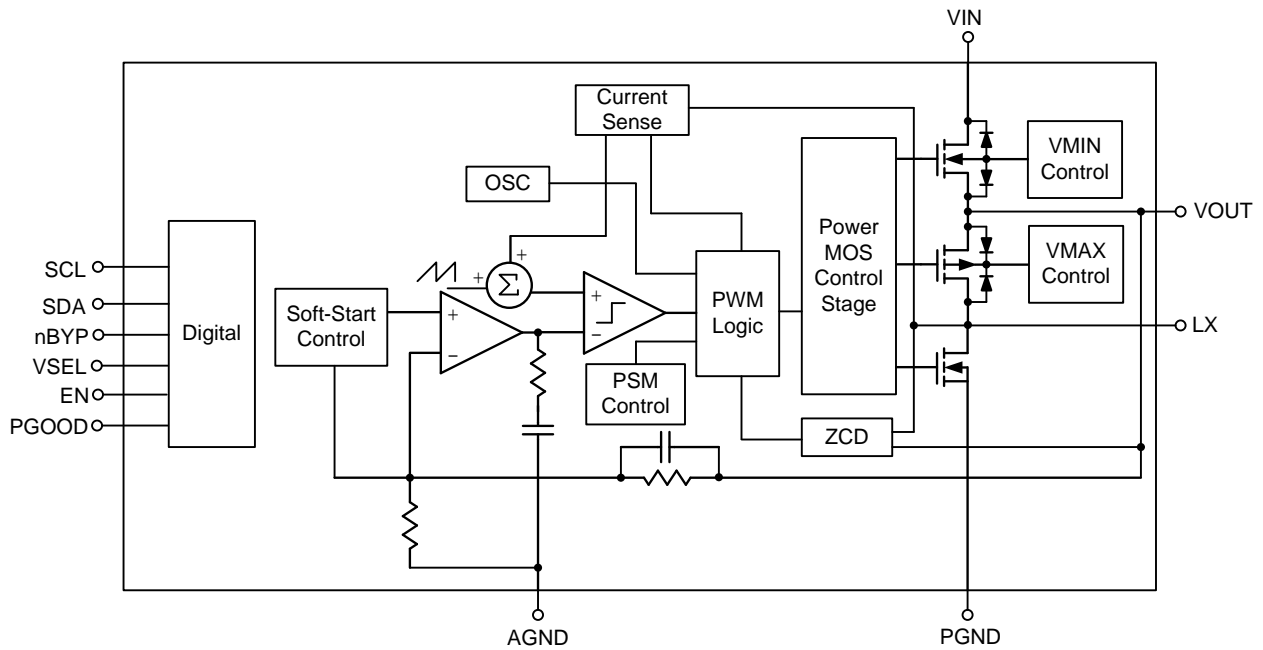 VIN
Current
Sense
VMIN
Control
OSC
Power
MOS
Control
Stage
VOUT
SCL
SDA
nBYP
VSEL
EN
PGOOD
Digital
Soft-Start
Control
+
−
+
+
Σ
+
−
PWM
Logic
VMAX
Control
LX
PSM
Control
ZCD
AGND
PGND